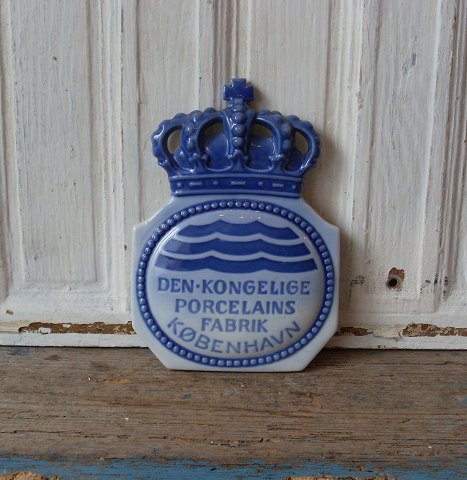 DEN·KONGELIGE
PORCELAINS
FABRIK
KØBENHAVN